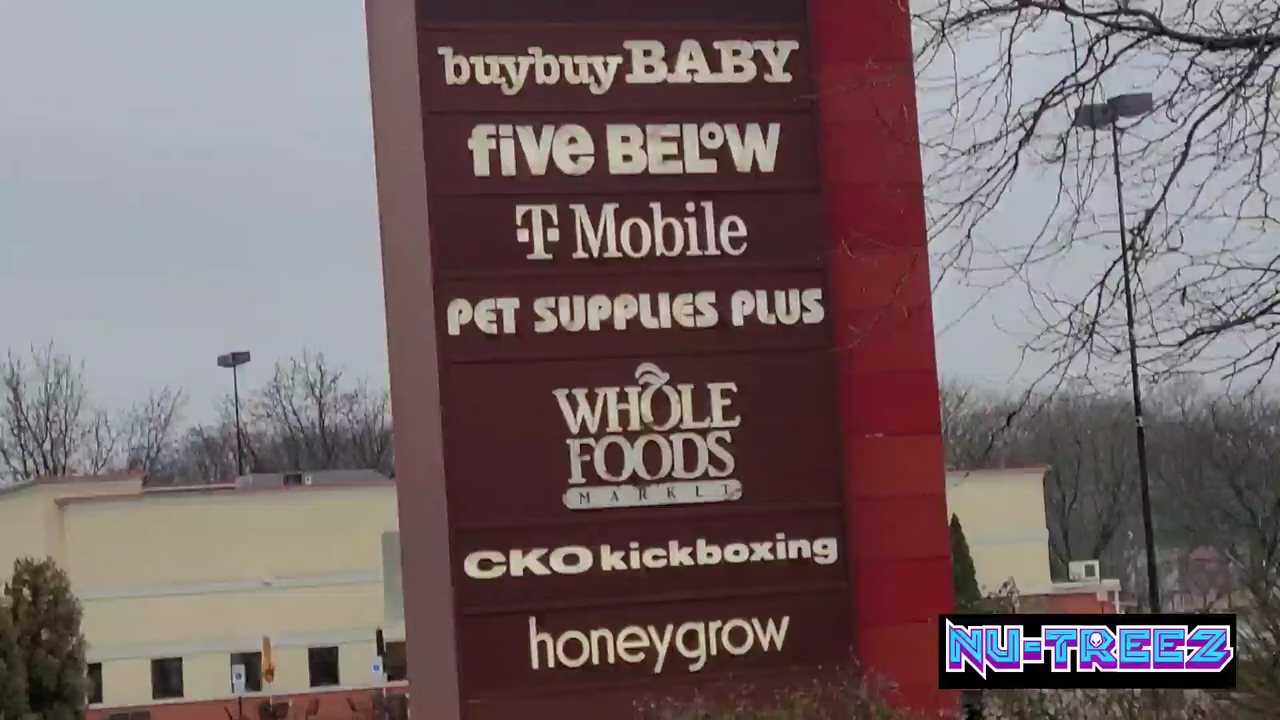 buybuy BABY
five BELOW
T Mobile
PET SUPPLIES PLUS
WHOLE
FOODS
MARKET
CKO kickboxing
honeygrow
NU-TREEZ